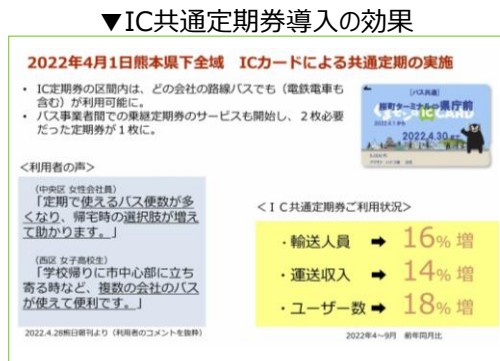 ▼IC共通定期券導入の効果
2022年4月1日熊本県下全域 ICカードによる共通定期の実施
・ IC定期券の区間内は、どの会社の路線バスでも（電鉄電車も
含む）が利用可能に。
・ バス事業者間での乗継定期券のサービスも開始し、２枚必要
だった定期券が１枚に。
[バス共通]
桜町ターミナル⇔県庁前
2022.4.1から
2022.4.30まで
IC CARD
＜利用者の声＞
（中央区 女性会社員）
「定期で使えるバス便数が多
くなり、帰宅時の選択肢が増え
て助かります。」
（西区 女子高校生）
「学校帰りに市中心部に立ち
寄る時など、複数の会社のバス
が使えて便利です。」
2022.4.28熊日朝刊より（利用者のコメントを抜粋）
＜ＩＣ共通定期券ご利用状況＞
・輸送人員 ➡ 16％増
・運送収入 ➡ 14％増
・ユーザー数 ➡ 18％増
2022年4～9月 前年同月比